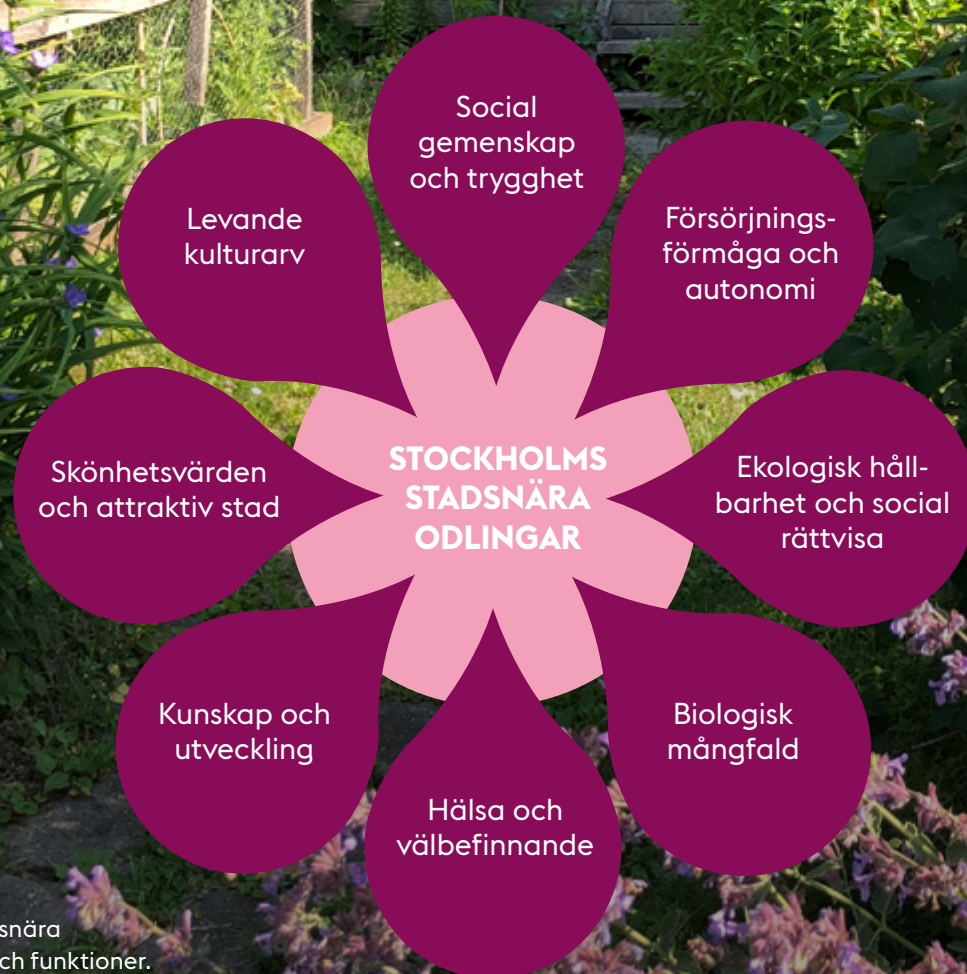 Social
gemenskap
och trygghet
Försörjnings-
förmåga och
autonomi
Ekologisk håll-
barhet och social
rättvisa
Biologisk
mångfald
Hälsa och
välbefinnande
Kunskap och
utveckling
Skönhetsvärden
och attraktiv stad
Levande
kulturarv
STOCKHOLMS
STADSNÄRA
ODLINGAR
snära
ch funktioner.